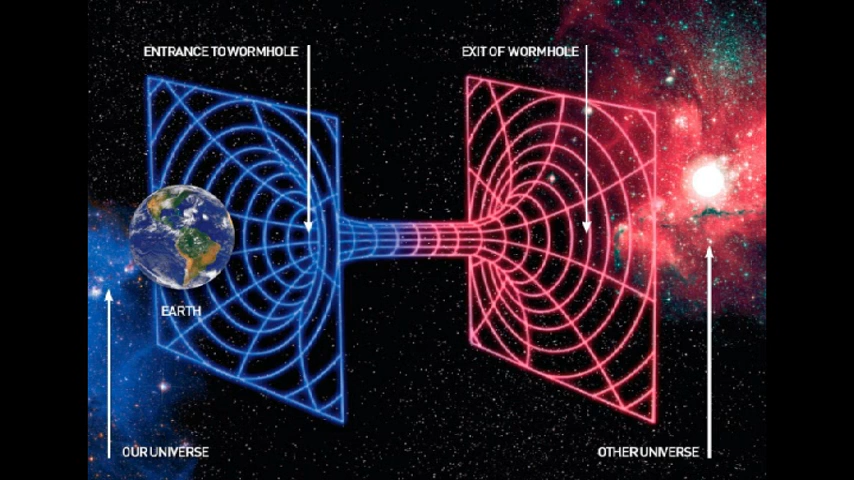 ENTRANCE TO WORMHOLE
EXIT OF WORMHOLE
EARTH
OUR UNIVERSE
OTHER UNIVERSE